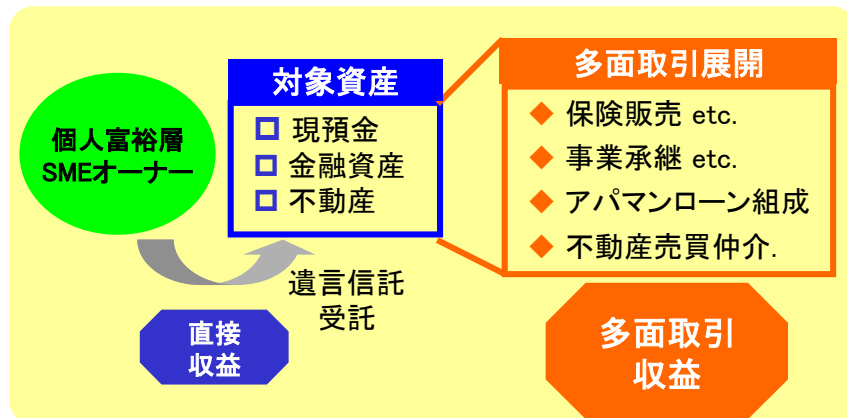 個人富裕層
SMEオーナー
対象資産
現預金
金融資産
不動産
遺言信託
受託
直接
収益
多面取引展開
保険販売 etc.
事業承継 etc.
アパマンローン組成
不動産売買仲介.
多面取引
収益